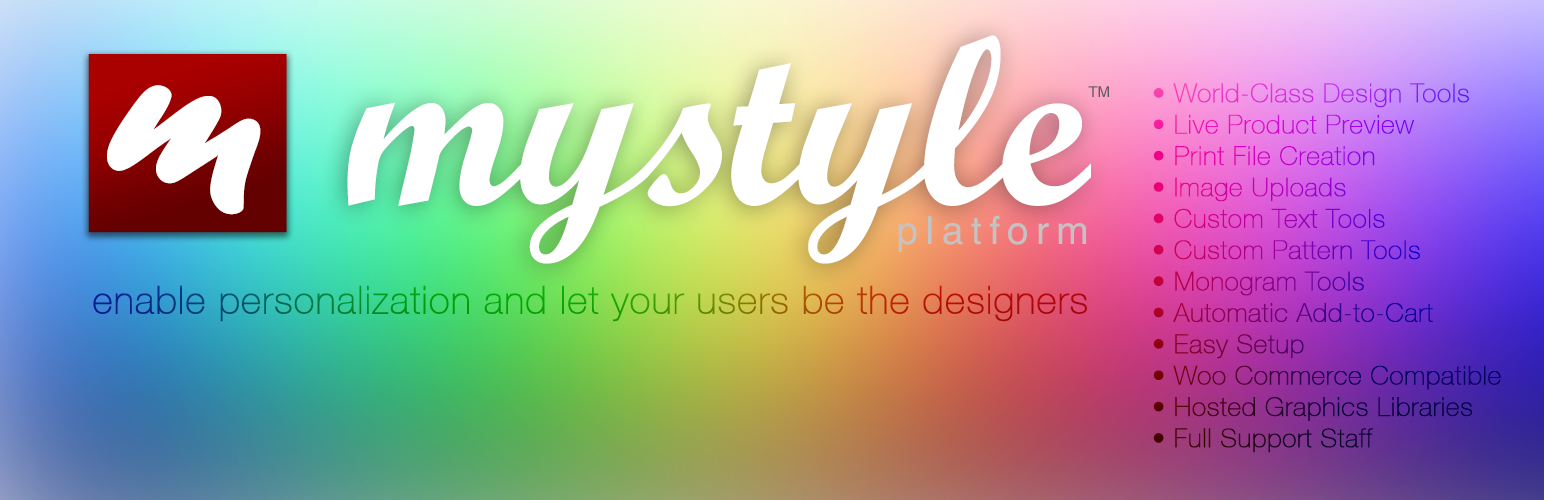 m
mystyle™
platform
enable personalization and let your users be the designers
• World-Class Design Tools
• Live Product Preview
• Print File Creation
• Image Uploads
• Custom Text Tools
• Custom Pattern Tools
• Monogram Tools
• Automatic Add-to-Cart
• Easy Setup
• Woo Commerce Compatible
• Hosted Graphics Libraries
• Full Support Staff